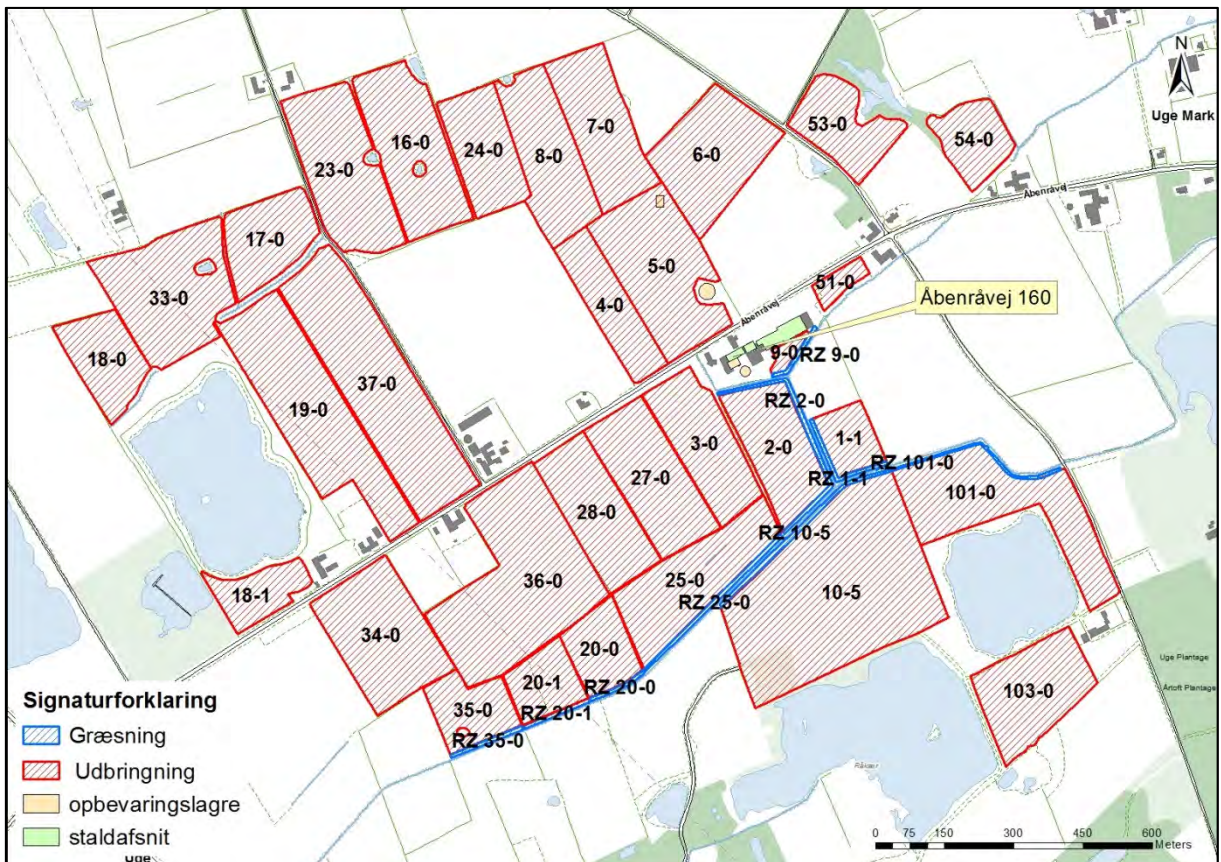 N
Uge Mark
53-0
54-0
7-0
16-0
24-0
8-0
6-0
23-0
Åbenråvej
17-0
5-0
33-0
51-0
4-0
Åbenråvej 160
Åbenråvej
18-0
9-0
RZ 9-0
37-0
19-0
RZ 2-0
3-0
2-0
1-1
27-0
RZ 101-0
RZ 1-1
101-0
28-0
RZ 10-5
36-0
25-0
18-1
10-5
RZ 25-0
34-0
20-0
Uge Plantage
Årtoft Plantage
103-0
20-1
RZ 20-0
35-0
RZ 20-1
RZ 35-0
Signaturforklaring
Græsning
Udbringning
opbevaringslagre
staldafsnit
Uge
0 75 150 300 450 600
Meters